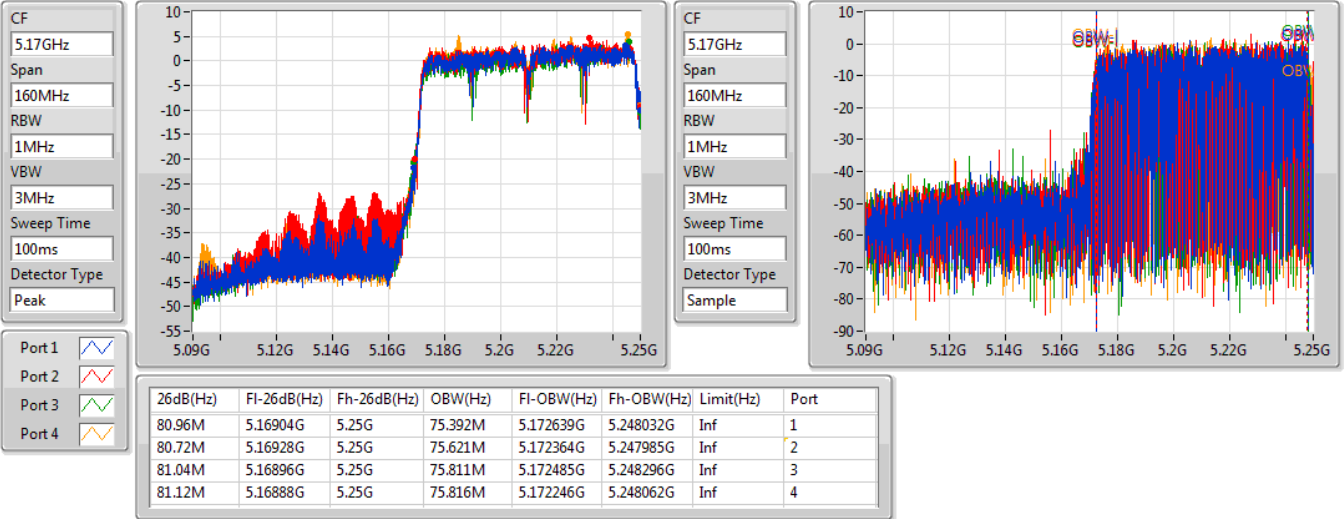 CF
5.17GHz
Span
160MHz
RBW
1MHz
VBW
3MHz
Sweep Time
100ms
Detector Type
Peak
10
5
0
-5
-10
-15
-20
-25
-30
-35
-40
-45
-50
-55
5.09G 5.12G 5.14G 5.16G 5.18G 5.2G 5.22G 5.25G
CF
5.17GHz
Span
160MHz
RBW
1MHz
VBW
3MHz
Sweep Time
100ms
Detector Type
Sample
10
0
-10
-20
-30
-40
-50
-60
-70
-80
-90
OBW-l
OBW
OBW
5.09G 5.12G 5.14G 5.16G 5.18G 5.2G 5.22G 5.25G
Port 1
Port 2
Port 3
Port 4
26dB(Hz) Fl-26dB(Hz) Fh-26dB(Hz) OBW(Hz) Fl-OBW(Hz) Fh-OBW(Hz) Limit(Hz) Port
80.96M 5.16904G 5.25G 75.392M 5.172639G 5.248032G Inf 1
80.72M 5.16928G 5.25G 75.621M 5.172364G 5.247985G Inf 2
81.04M 5.16896G 5.25G 75.811M 5.172485G 5.248296G Inf 3
81.12M 5.16888G 5.25G 75.816M 5.172246G 5.248062G Inf 4